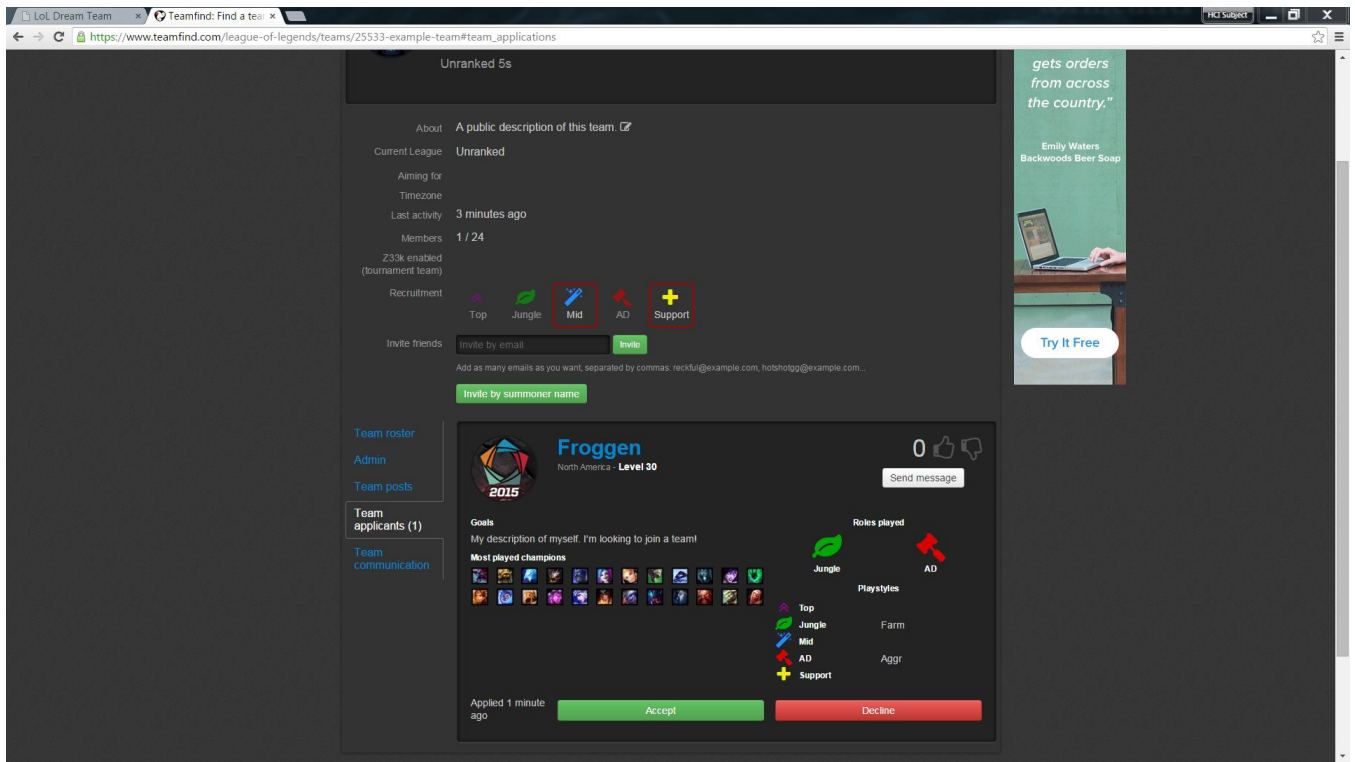 LoL Dream Team
Teamfind: Find a tea
HCI Subject
https://www.teamfind.com/league-of-legends/teams/25533-example-team#team_applications
Unranked 5s
gets orders
from across
the country."
Emily Waters
Backwoods Beer Soap
Try It Free
About A public description of this team.
Current League Unranked
Aiming for
Timezone
Last activity 3 minutes ago
Members 1 / 24
Z33k enabled
(tournament team)
Recruitment
Top Jungle Mid AD Support
Invite friends Invite by email Invite
Add as many emails as you want, separated by commas: reckful@example.com, hotshotgg@example.com...
Invite by summoner name
Team roster
Admin
Team posts
Team
applicants (1)
Team
communication
Froggen
North America - Level 30
0
Send message
2015
Goals
My description of myself. I'm looking to join a team!
Most played champions
Roles played
Jungle AD
Playstyles
Top
Jungle Farm
Mid
AD Aggr
Support
Applied 1 minute
ago
Accept
Decline